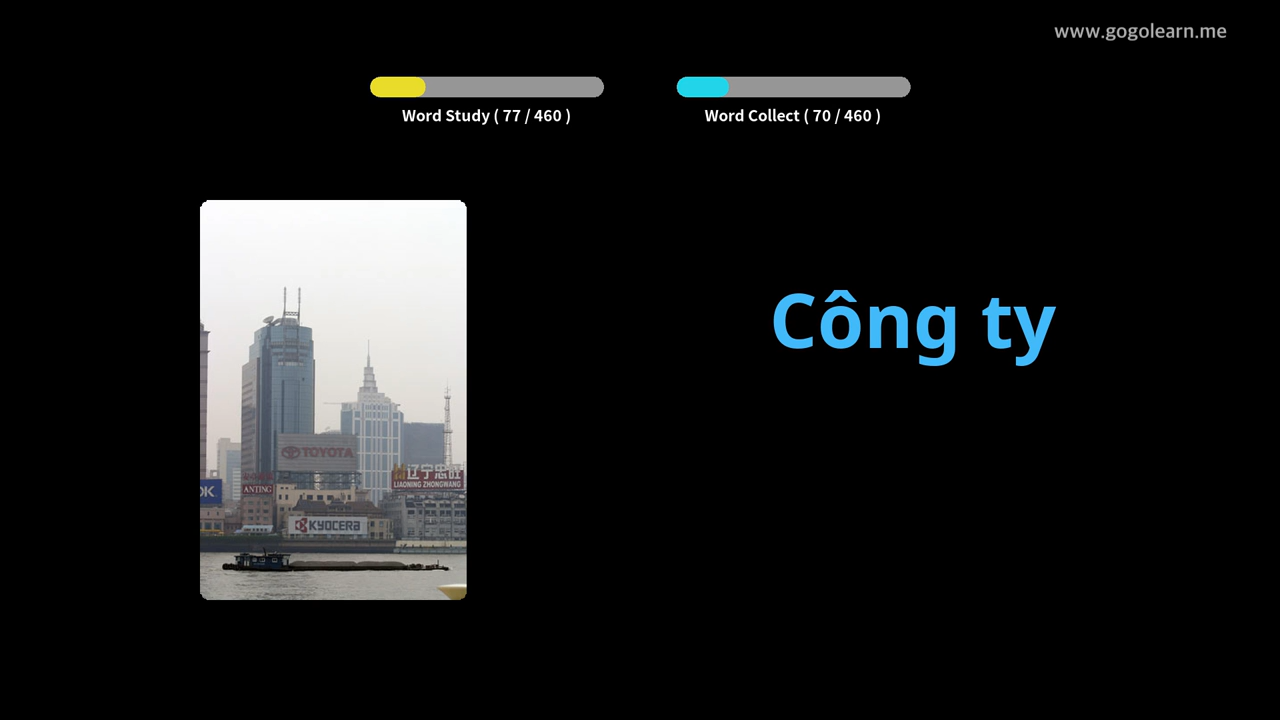 www.gogolearn.me
Word Study ( 77 / 460 )
Word Collect ( 70 / 460 )
Công ty
TOYOTA
辽宁忠旺
LIAONING ZHONGWANG
ANTING
OK
KYOCERA